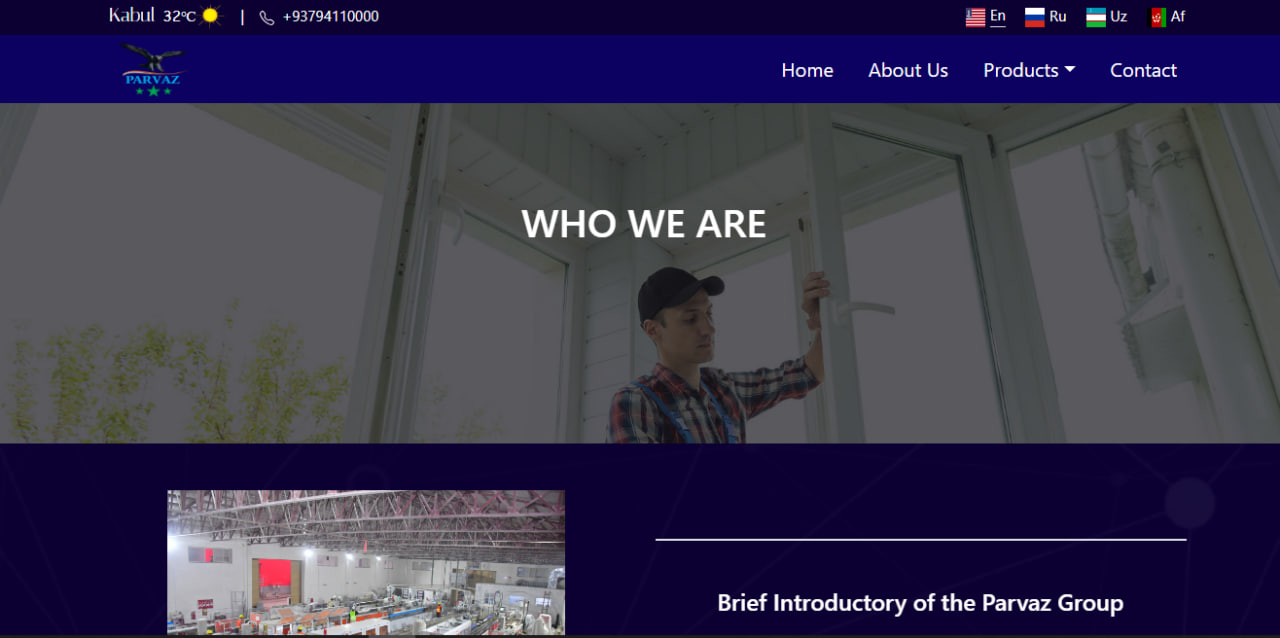 Kabul 32°C | +93794110000 En Ru Uz Af
PARVAZ
Home About Us Products Contact
WHO WE ARE
Brief Introductory of the Parvaz Group